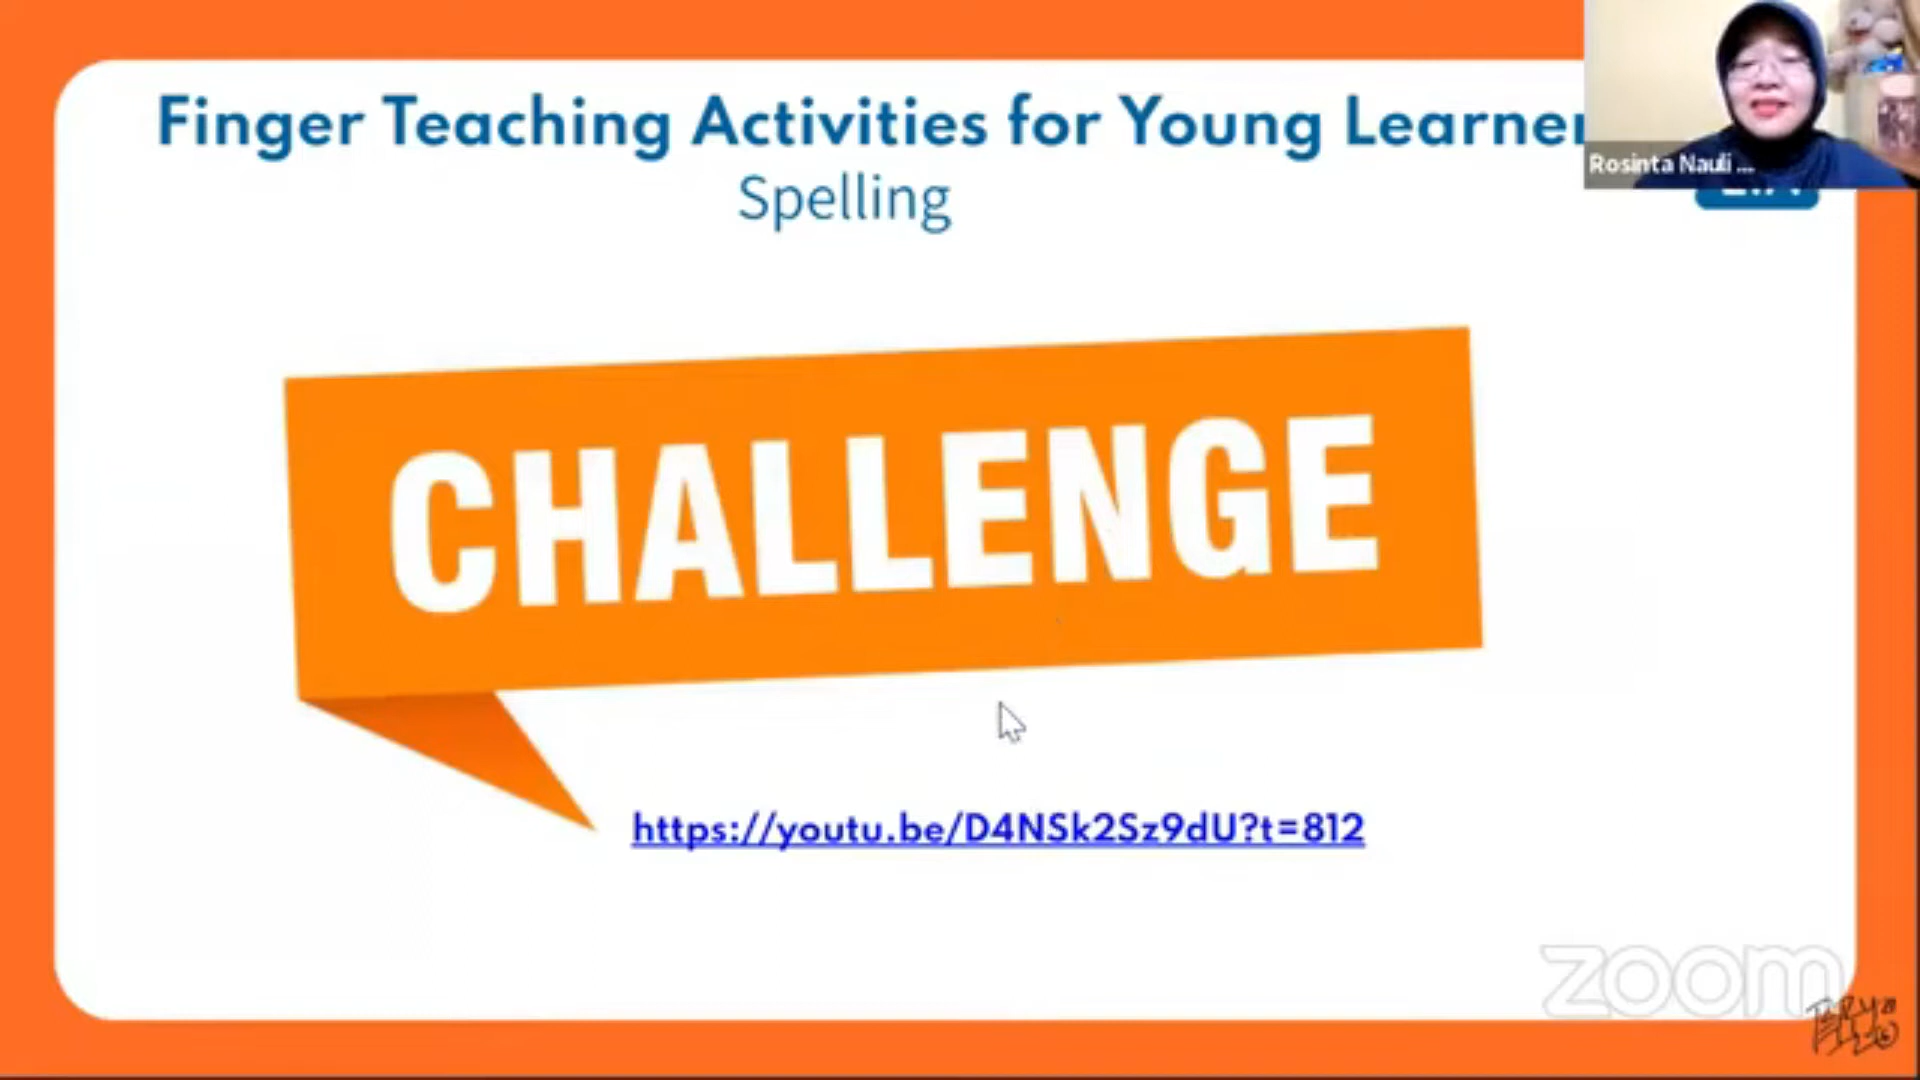 Finger Teaching Activities for Young Learner
Spelling
Rosinta Nauli ...
CHALLENGE
https://youtu.be/D4NSk2Sz9dU?t=812
zoom